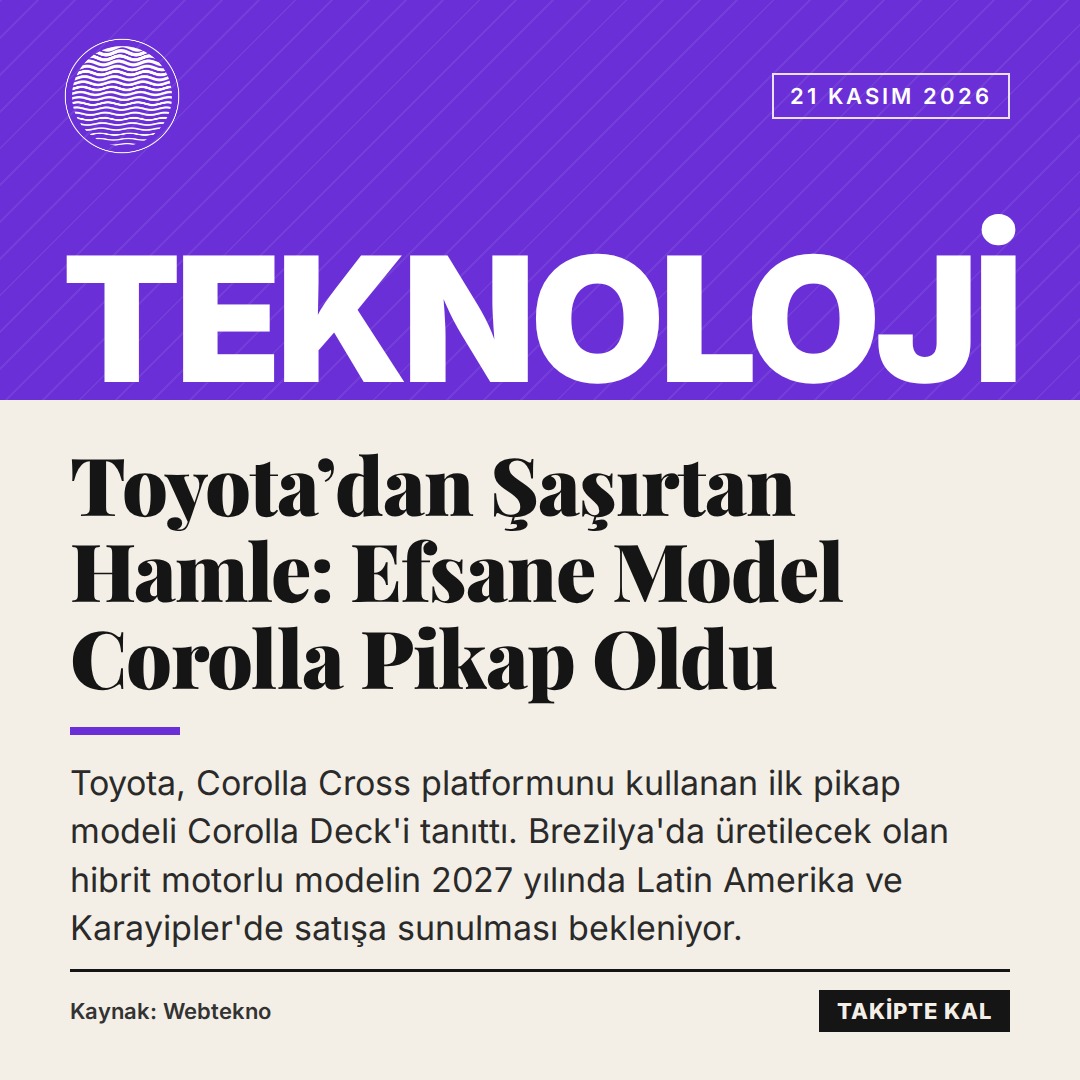 21 KASIM 2026
TEKNOLOJİ
Toyota’dan Şaşırtan
Hamle: Efsane Model
Corolla Pikap Oldu
Toyota, Corolla Cross platformunu kullanan ilk pikap
modeli Corolla Deck'i tanıttı. Brezilya'da üretilecek olan
hibrit motorlu modelin 2027 yılında Latin Amerika ve
Karayipler'de satışa sunulması bekleniyor.
Kaynak: Webtekno
TAKİPTE KAL